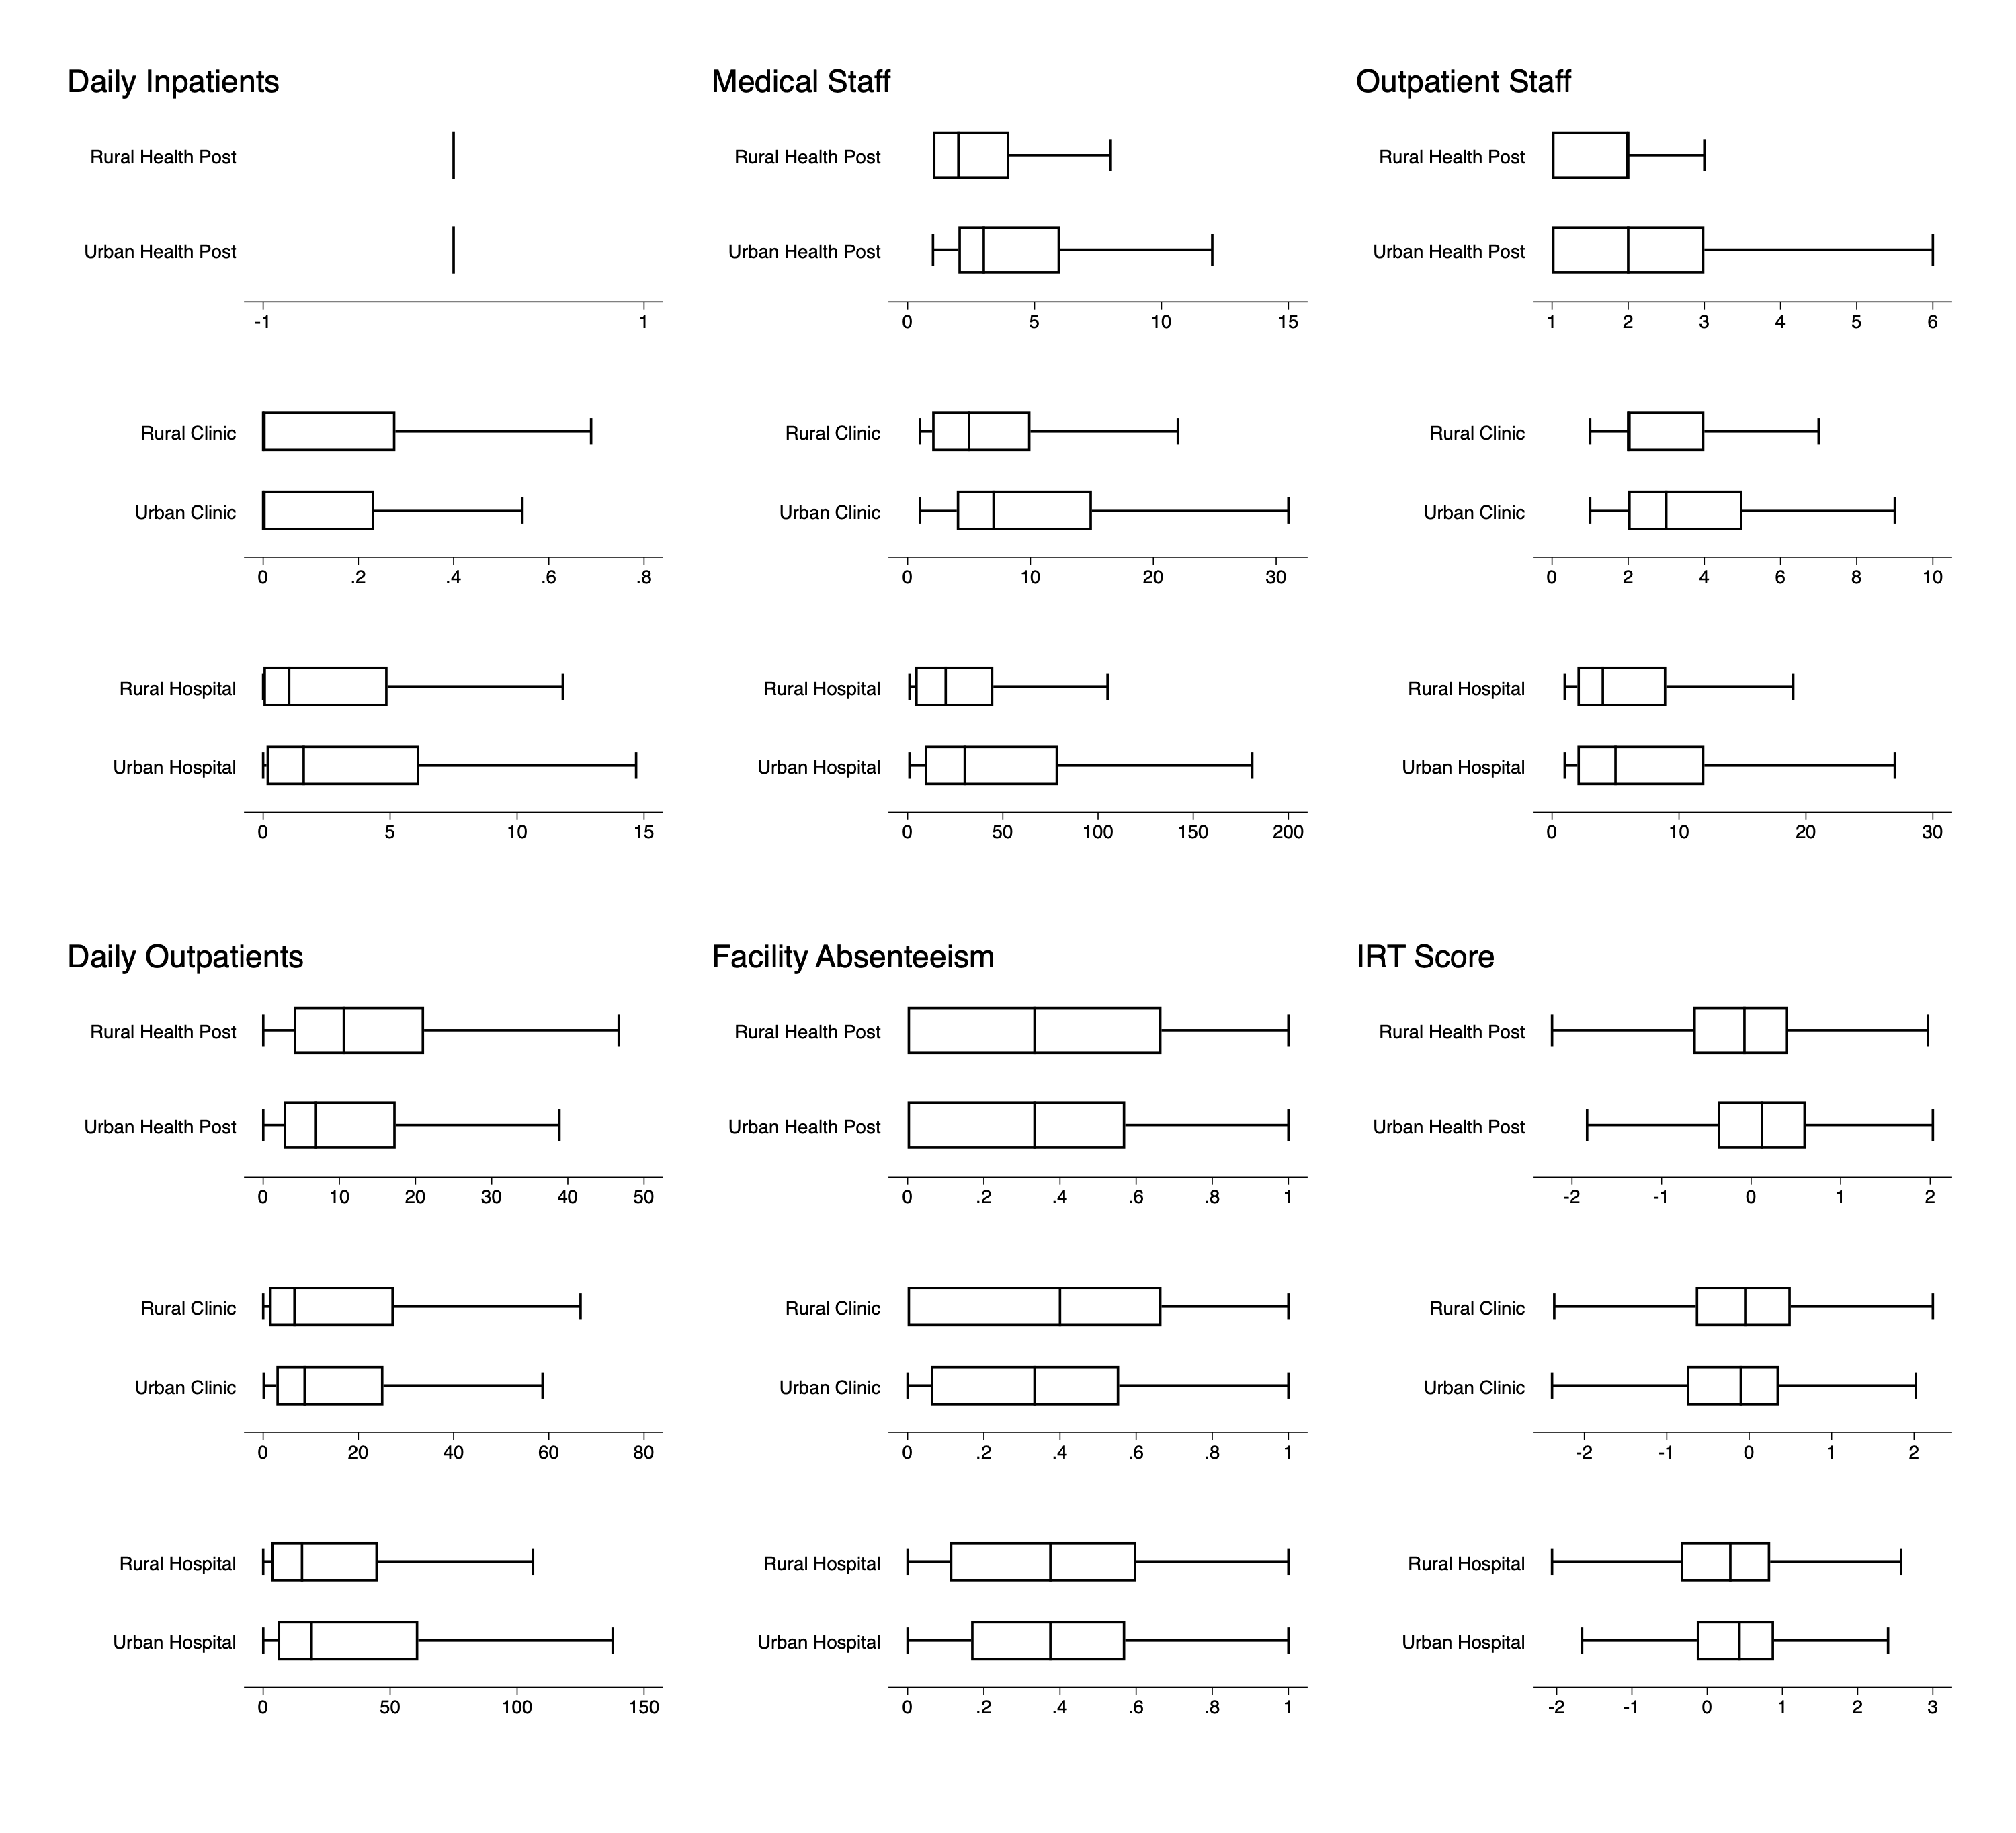 Daily Inpatients
Rural Health Post
Urban Health Post
-1 1
Rural Clinic
Urban Clinic
0 .2 .4 .6 .8
Rural Hospital
Urban Hospital
0 5 10 15
Medical Staff
Rural Health Post
Urban Health Post
0 5 10 15
Rural Clinic
Urban Clinic
0 10 20 30
Rural Hospital
Urban Hospital
0 50 100 150 200
Outpatient Staff
Rural Health Post
Urban Health Post
1 2 3 4 5 6
Rural Clinic
Urban Clinic
0 2 4 6 8 10
Rural Hospital
Urban Hospital
0 10 20 30
Daily Outpatients
Rural Health Post
Urban Health Post
0 10 20 30 40 50
Rural Clinic
Urban Clinic
0 20 40 60 80
Rural Hospital
Urban Hospital
0 50 100 150
Facility Absenteeism
Rural Health Post
Urban Health Post
0 .2 .4 .6 .8 1
Rural Clinic
Urban Clinic
0 .2 .4 .6 .8 1
Rural Hospital
Urban Hospital
0 .2 .4 .6 .8 1
IRT Score
Rural Health Post
Urban Health Post
-2 -1 0 1 2
Rural Clinic
Urban Clinic
-2 -1 0 1 2
Rural Hospital
Urban Hospital
-2 -1 0 1 2 3